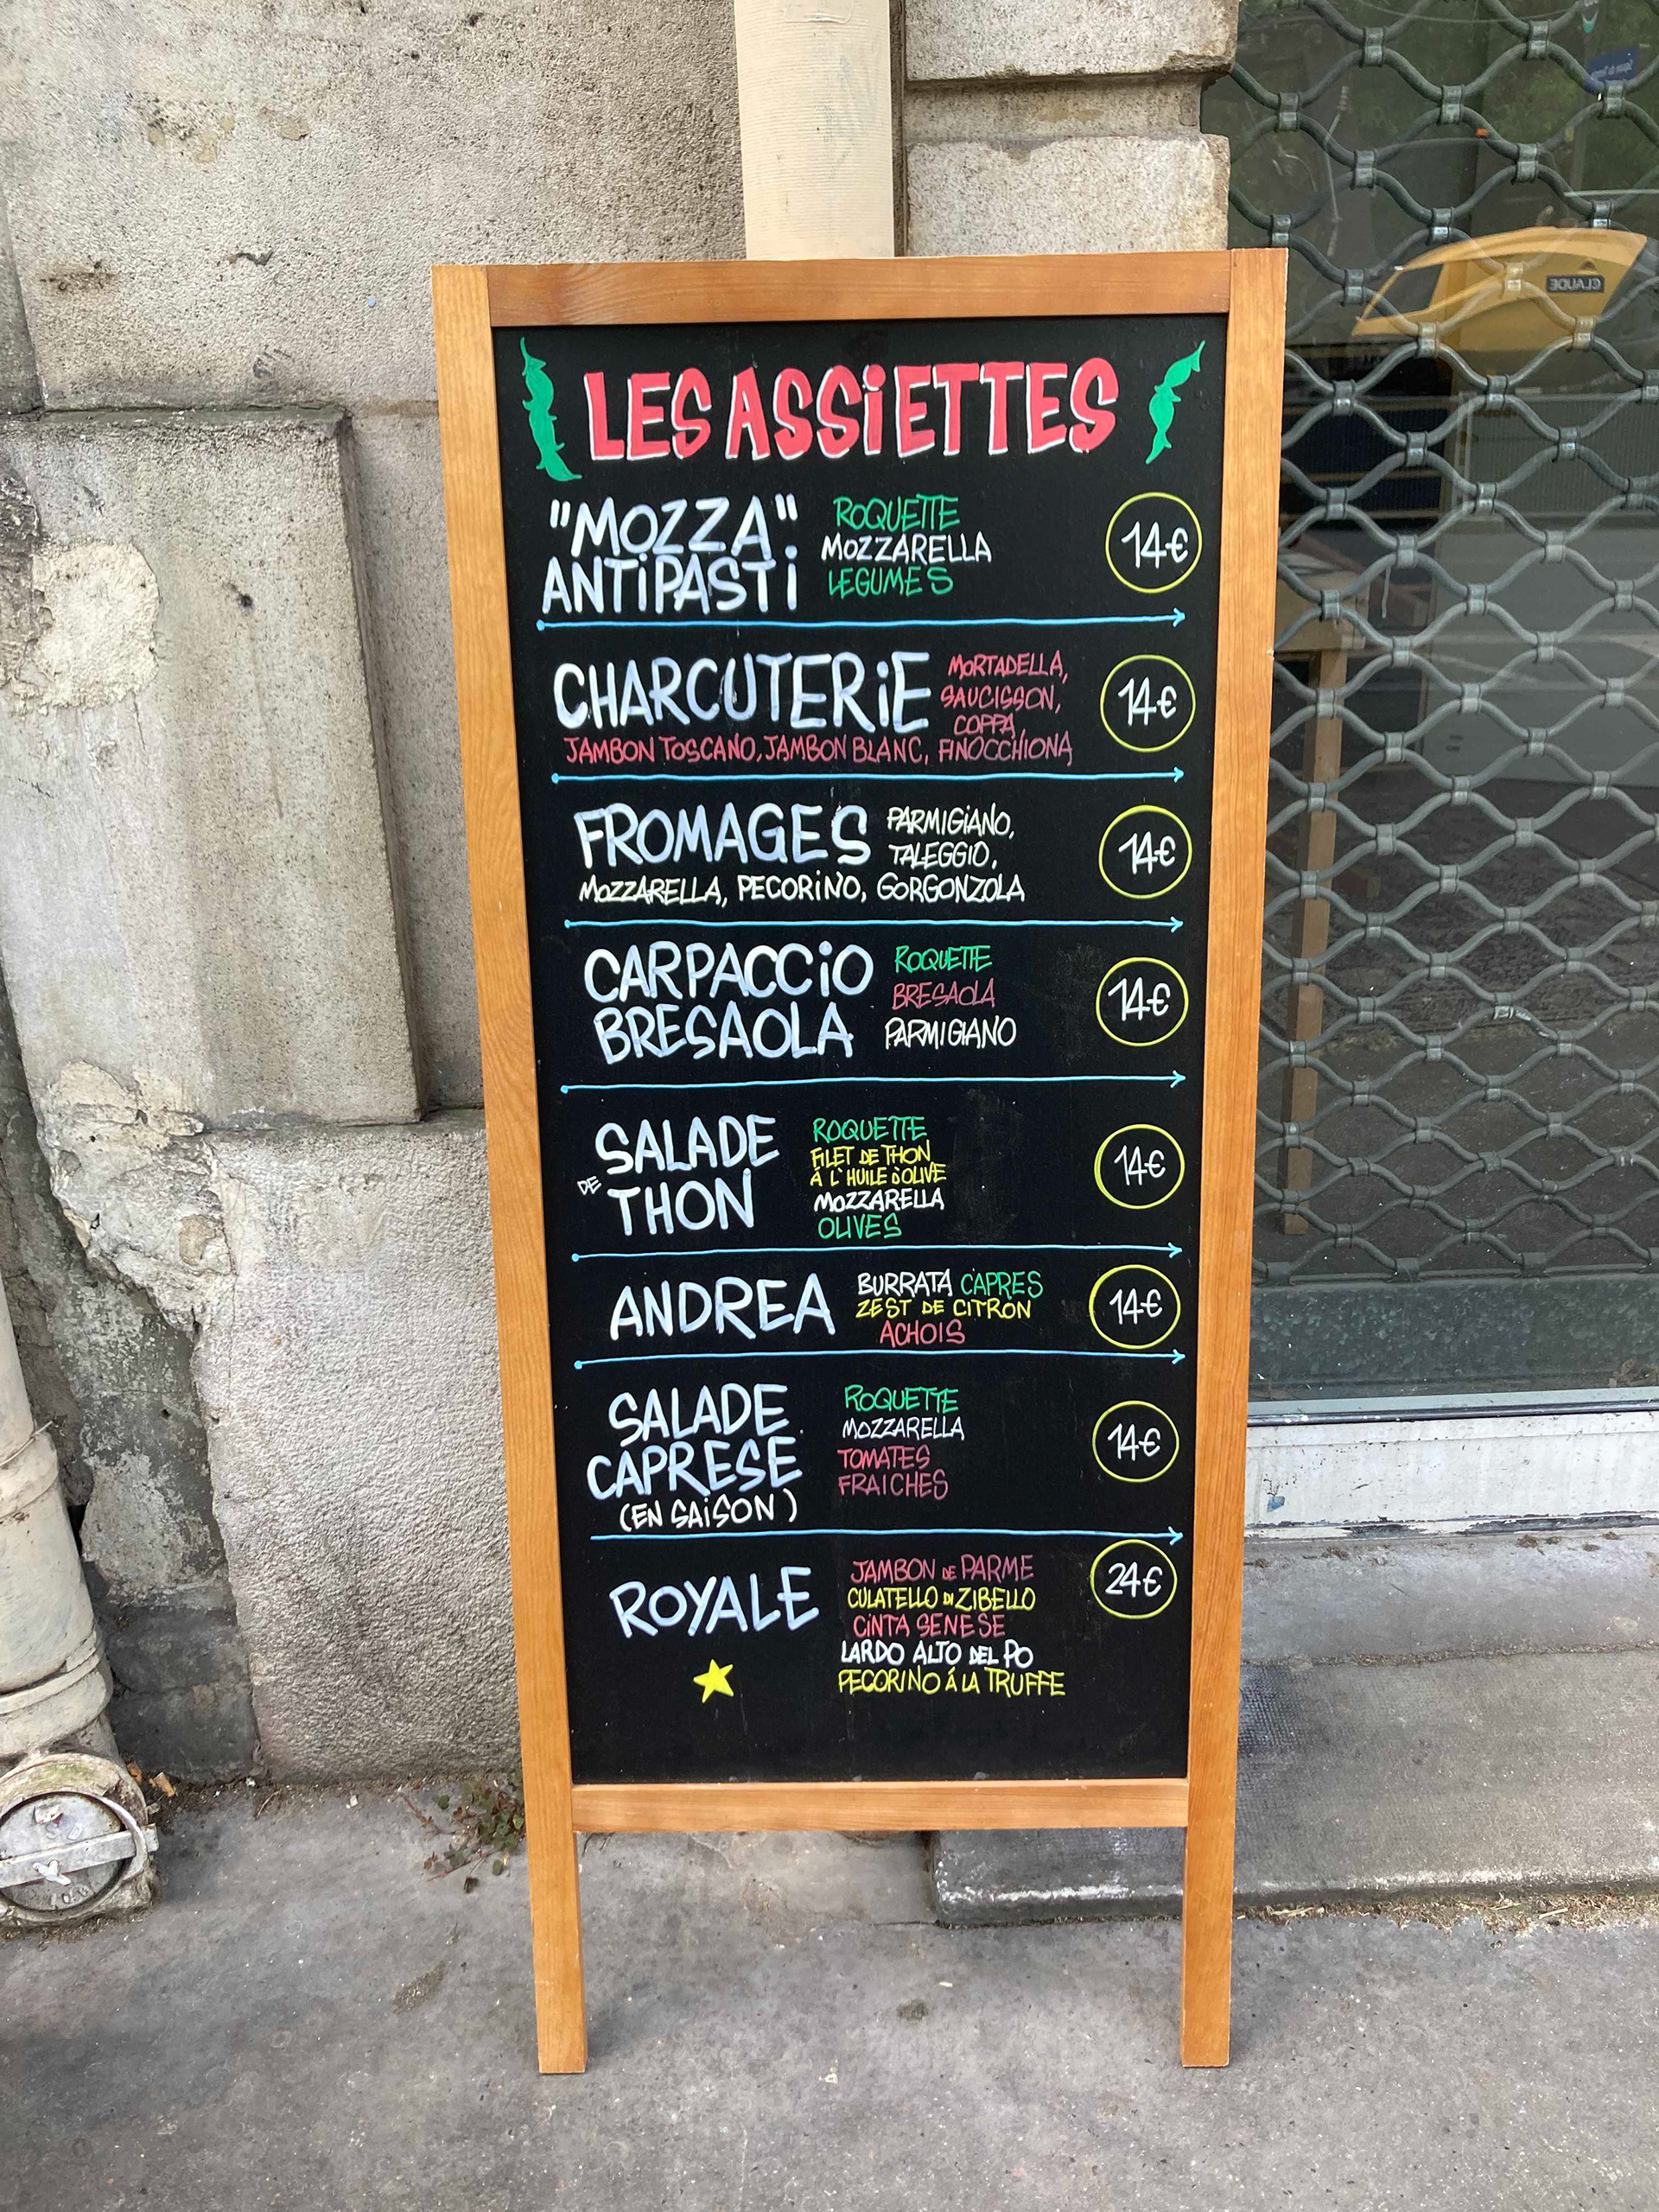 LES ASSiETTES
"MOZZA"
ANTiPASTi
ROQUETTE
MOZZARELLA
LEGUMES
14€
CHARCUTERiE
MORTADELLA,
SAUCISSON,
COPPA,
JAMBON TOSCANO, JAMBON BLANC, FINOCCHIONA
14€
FROMAGES
PARMIGiANO,
TALEGGIO,
MOZZARELLA, PECORiNO, GORGONZOLA
14€
CARPACCiO
BRESAOLA
ROQUETTE
BRESAOLA
PARMIGIANO
14€
SALADE
DE THON
ROQUETTE
FILET DE THON
À L'HUILE D'OLIVE
MOZZARELLA
OLIVES
14€
ANDREA
BURRATA CAPRES
ZEST DE CITRON
ACHOIS
14€
SALADE
CAPRESE
(EN SAiSON)
ROQUETTE
MOZZARELLA
TOMATES
FRAICHES
14€
ROYALE
JAMBON DE PARME
CULATELLO DI ZIBELLO
CiNTA SENESE
LARDO ALTO DEL PO
PECORINO Á LA TRUFFE
24€
CLAUDE